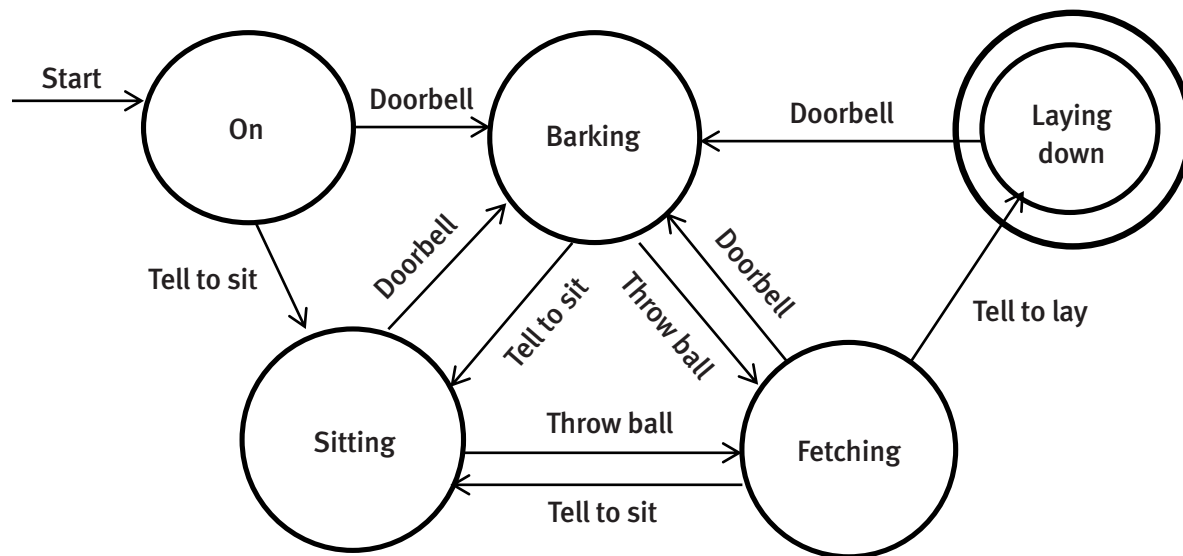 Start
On
Doorbell
Barking
Doorbell
Laying
down
Tell to sit
Doorbell
Tell to sit
Throw ball
Doorbell
Tell to lay
Sitting
Throw ball
Tell to sit
Fetching